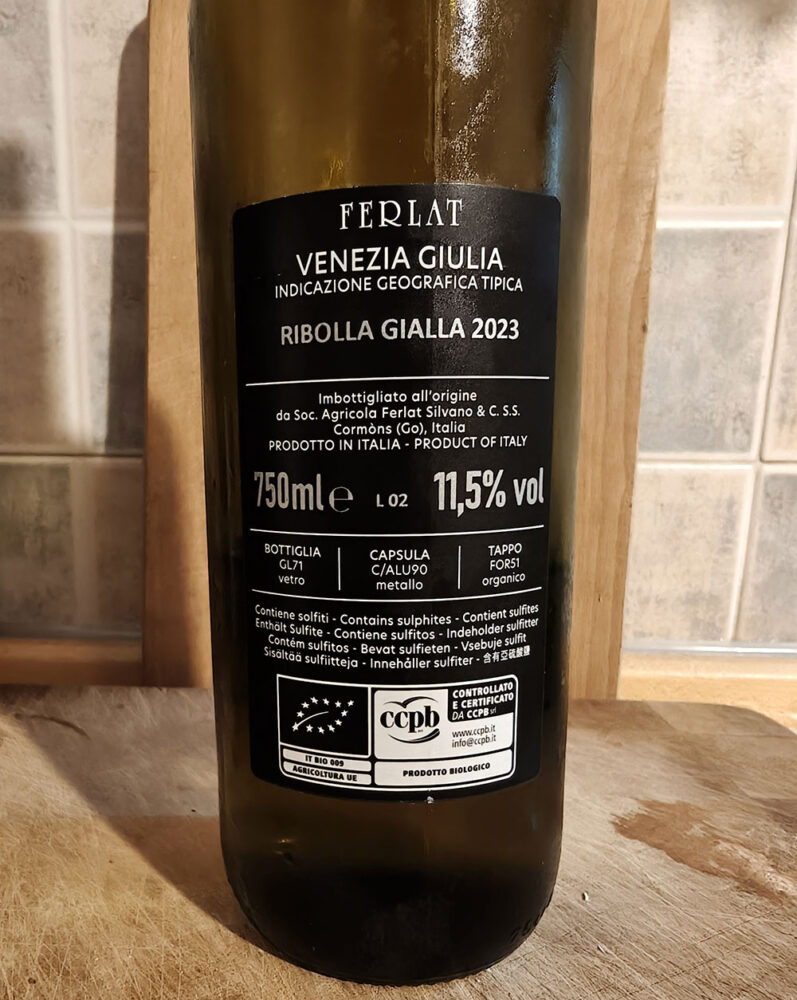 FERLAT
VENEZIA GIULIA
INDICAZIONE GEOGRAFICA TIPICA
RIBOLLA GIALLA 2023
Imbottigliato all'origine
da Soc. Agricola Ferlat Silvano & C. S.S.
Cormòns (Go), Italia
PRODOTTO IN ITALIA - PRODUCT OF ITALY
750ml e L 02 11,5% vol
BOTTIGLIA
GL71
vetro
CAPSULA
C/ALU90
metallo
TAPPO
FOR51
organico
Contiene solfiti - Contains sulphites - Contient sulfites
Enthält Sulfite - Contiene sulfitos - Indeholder sulfitter
Contém sulfitos - Bevat sulfieten - Vsebuje sulfit
Sisältää sulfiitteja - Innehåller sulfiter - 含有亞硫酸鹽
IT BIO 009
AGRICOLTURA UE
ccpb
CONTROLLATO
E CERTIFICATO
DA CCPB srl
www.ccpb.it
info@ccpb.it
PRODOTTO BIOLOGICO